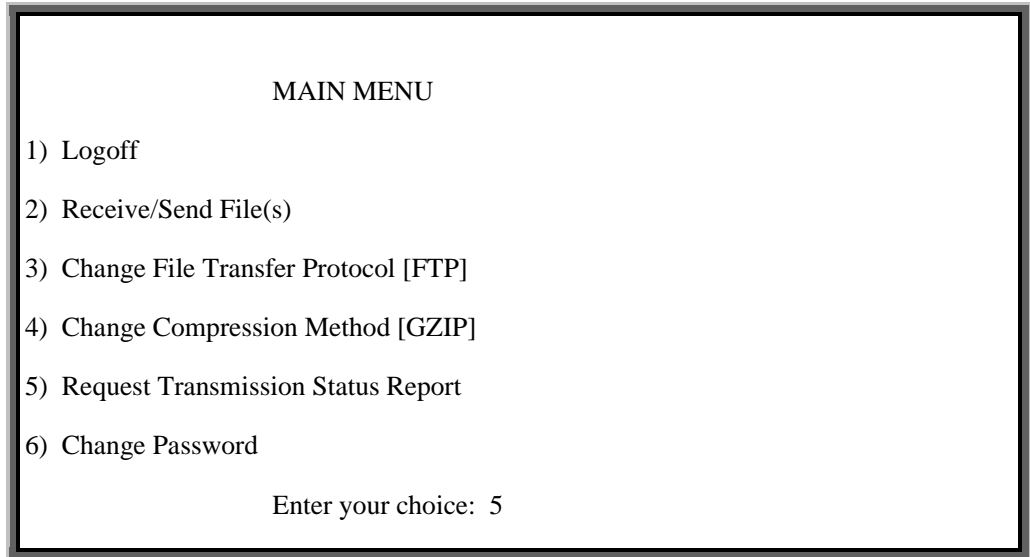 MAIN MENU
1) Logoff
2) Receive/Send File(s)
3) Change File Transfer Protocol [FTP]
4) Change Compression Method [GZIP]
5) Request Transmission Status Report
6) Change Password
Enter your choice: 5